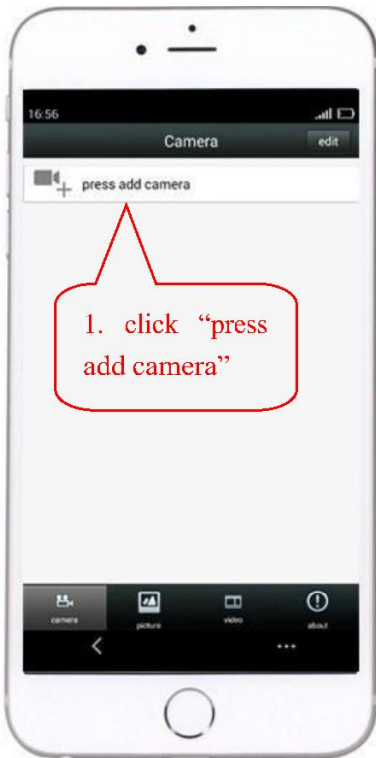 16:56
Camera
edit
press add camera
1. click “press
add camera”
camera
picture
video
about